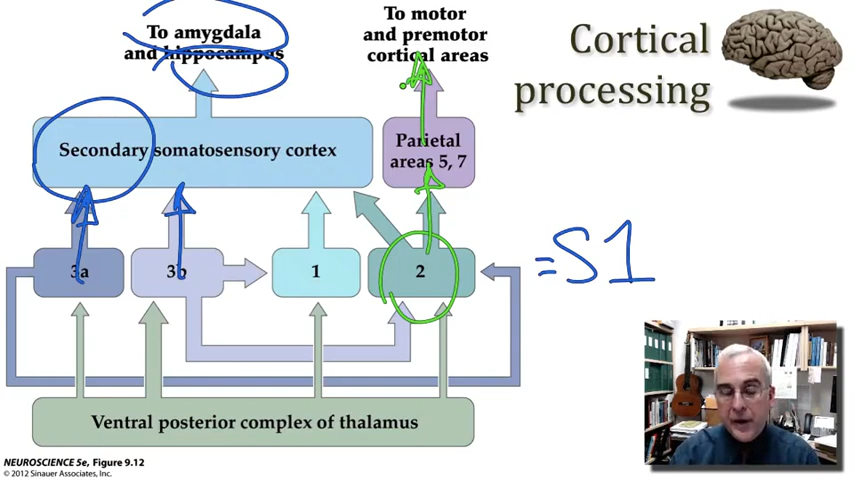 To amygdala
and hippocampus
To motor
and premotor
cortical areas
Cortical
processing
Secondary somatosensory cortex
Parietal
areas 5, 7
3a
3b
1
2
=S1
Ventral posterior complex of thalamus
NEUROSCIENCE 5e, Figure 9.12
© 2012 Sinauer Associates, Inc.